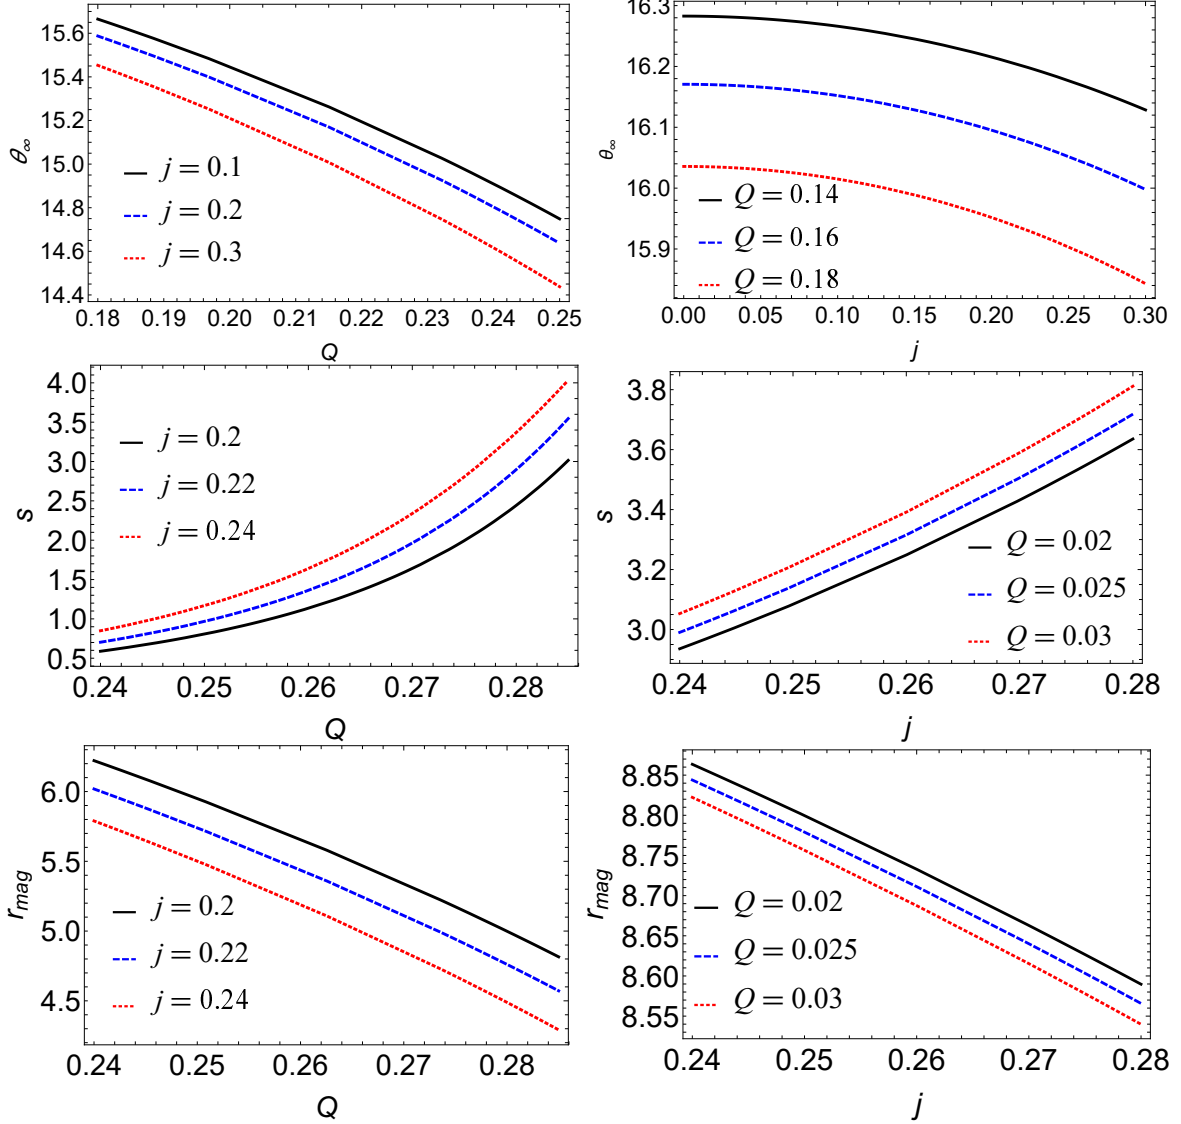 15.6
15.4
15.2
15.0
14.8
14.6
14.4
θ∞
j = 0.1
j = 0.2
j = 0.3
0.18 0.19 0.20 0.21 0.22 0.23 0.24 0.25
Q
16.3
16.2
16.1
16.0
15.9
θ∞
Q = 0.14
Q = 0.16
Q = 0.18
0.00 0.05 0.10 0.15 0.20 0.25 0.30
j
4.0
3.5
3.0
2.5
2.0
1.5
1.0
0.5
s
j = 0.2
j = 0.22
j = 0.24
0.24 0.25 0.26 0.27 0.28
Q
3.8
3.6
3.4
3.2
3.0
s
Q = 0.02
Q = 0.025
Q = 0.03
0.24 0.25 0.26 0.27 0.28
j
6.0
5.5
5.0
4.5
rmag
j = 0.2
j = 0.22
j = 0.24
0.24 0.25 0.26 0.27 0.28
Q
8.85
8.80
8.75
8.70
8.65
8.60
8.55
rmag
Q = 0.02
Q = 0.025
Q = 0.03
0.24 0.25 0.26 0.27 0.28
j